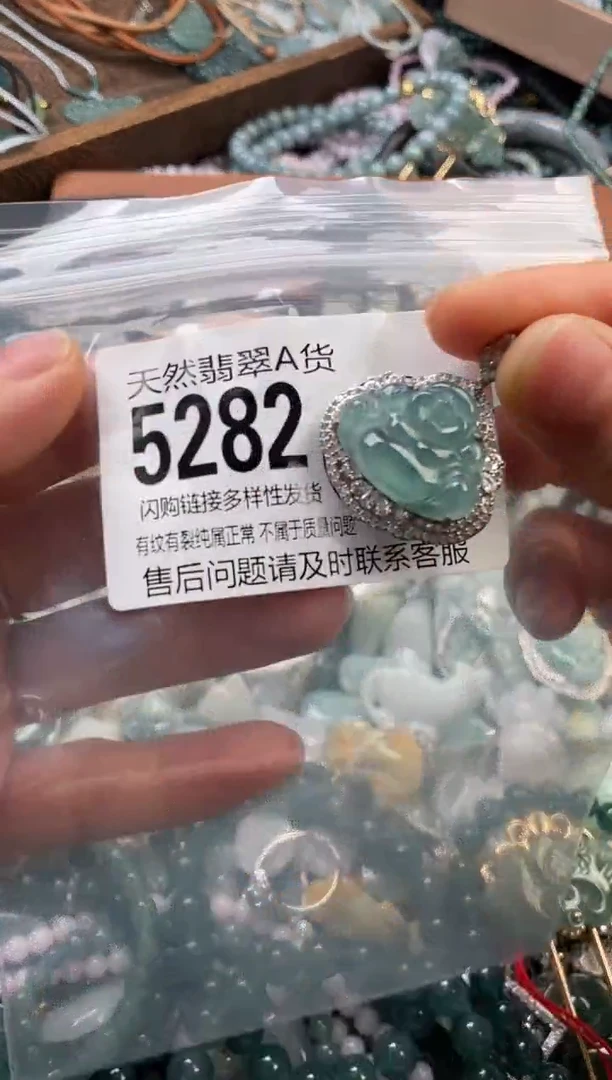 天然翡翠A货
5282
闪购链接多样性发货
有纹有裂纯属正常 不属于质量问题
售后问题请及时联系客服